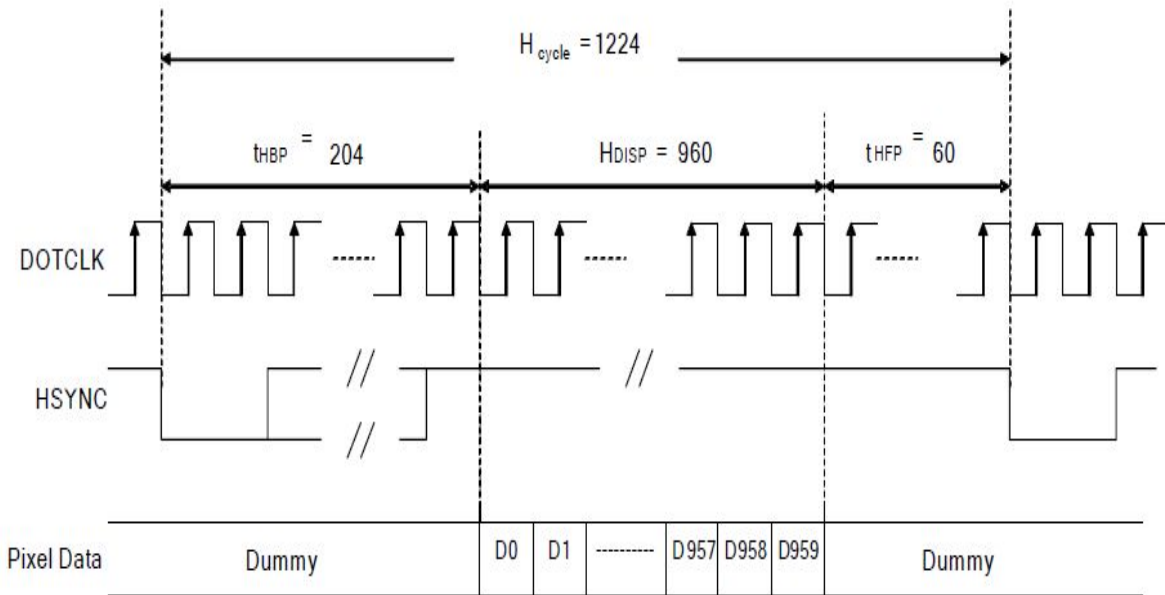 H cycle = 1224
tHBP = 204
HDISP = 960
tHFP = 60
DOTCLK
HSYNC
Pixel Data
Dummy
D0
D1
D957
D958
D959
Dummy